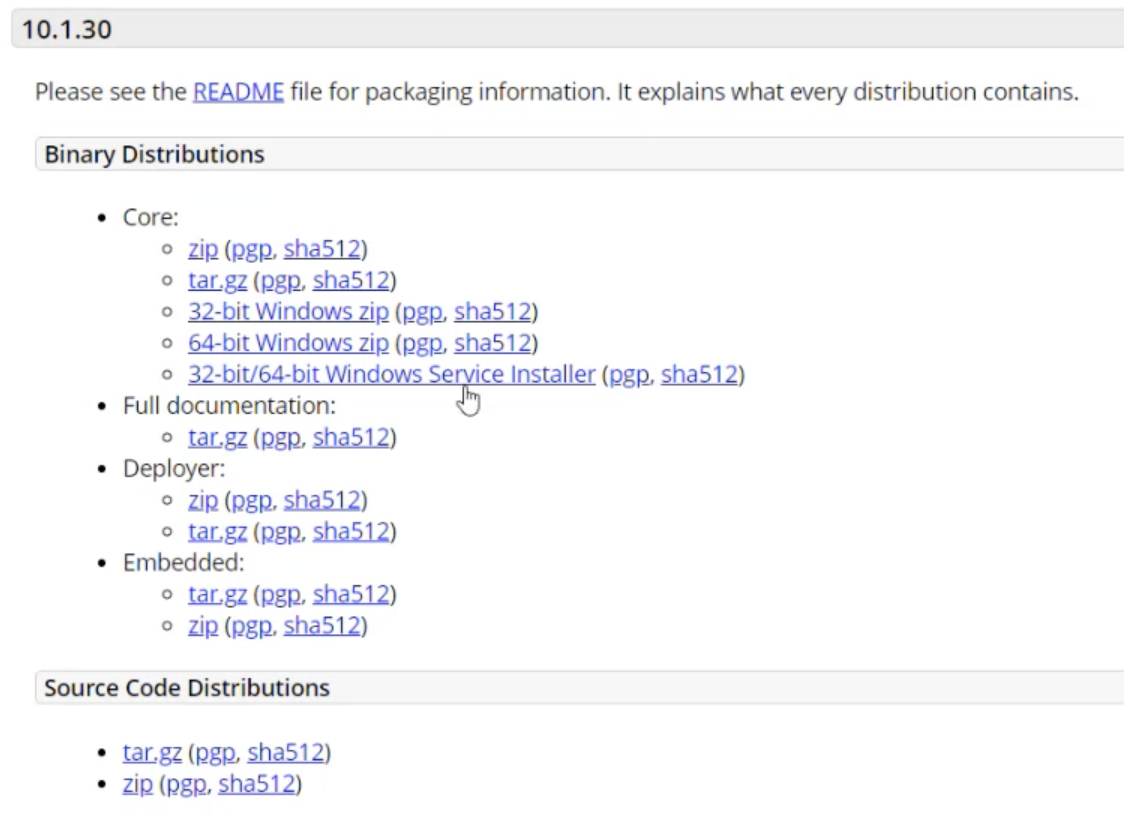 10.1.30
Please see the README file for packaging information. It explains what every distribution contains.
Binary Distributions
Core:
zip (pgp, sha512)
tar.gz (pgp, sha512)
32-bit Windows zip (pgp, sha512)
64-bit Windows zip (pgp, sha512)
32-bit/64-bit Windows Service Installer (pgp, sha512)
Full documentation:
tar.gz (pgp, sha512)
Deployer:
zip (pgp, sha512)
tar.gz (pgp, sha512)
Embedded:
tar.gz (pgp, sha512)
zip (pgp, sha512)
Source Code Distributions
tar.gz (pgp, sha512)
zip (pgp, sha512)